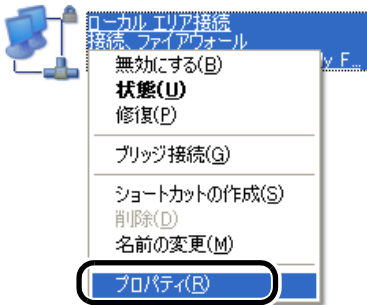 ローカル エリア接続
接続、ファイアウォール
y F...
無効にする(B)
状態(U)
修復(P)
ブリッジ接続(G)
ショートカットの作成(S)
削除(D)
名前の変更(M)
プロパティ(R)